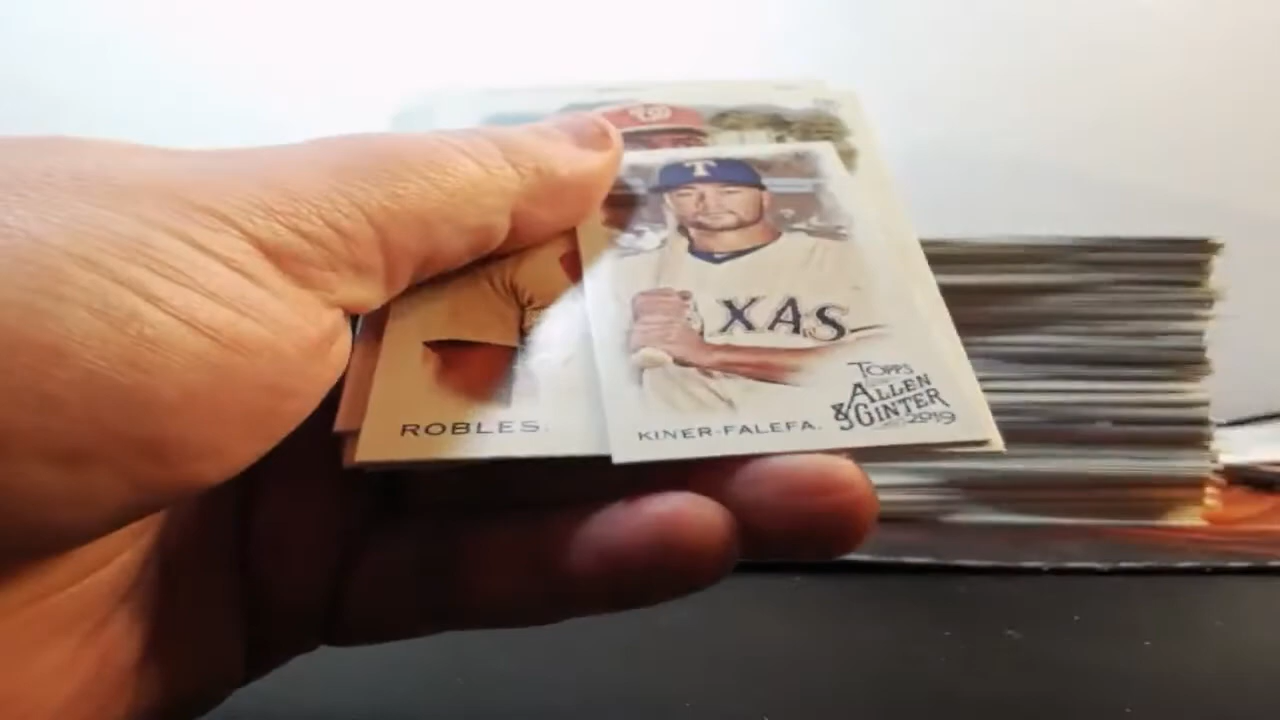 W
T
XAS
TOPPS
ALLEN
& GINTER
2019
ROBLES.
KINER-FALEFA.